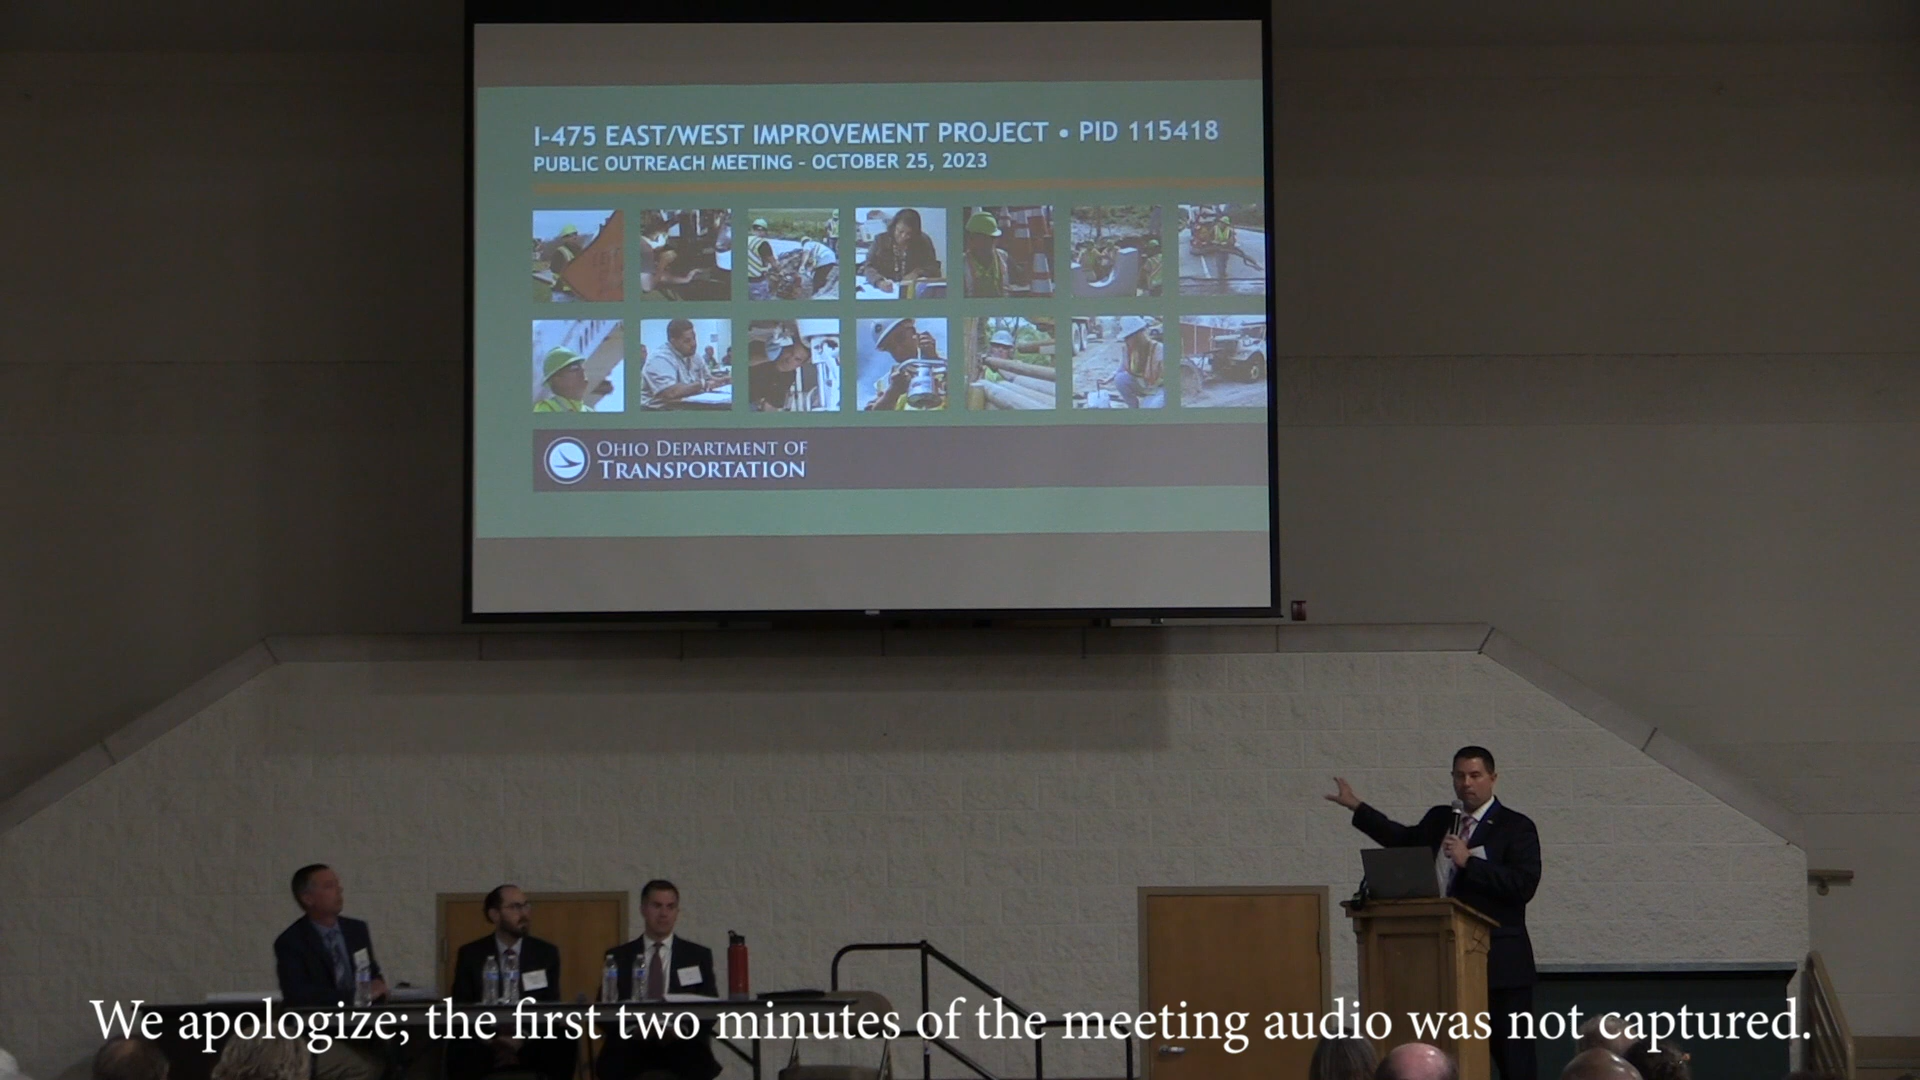 I-475 EAST/WEST IMPROVEMENT PROJECT • PID 115418
PUBLIC OUTREACH MEETING - OCTOBER 25, 2023
OHIO DEPARTMENT OF
TRANSPORTATION
We apologize; the first two minutes of the meeting audio was not captured.